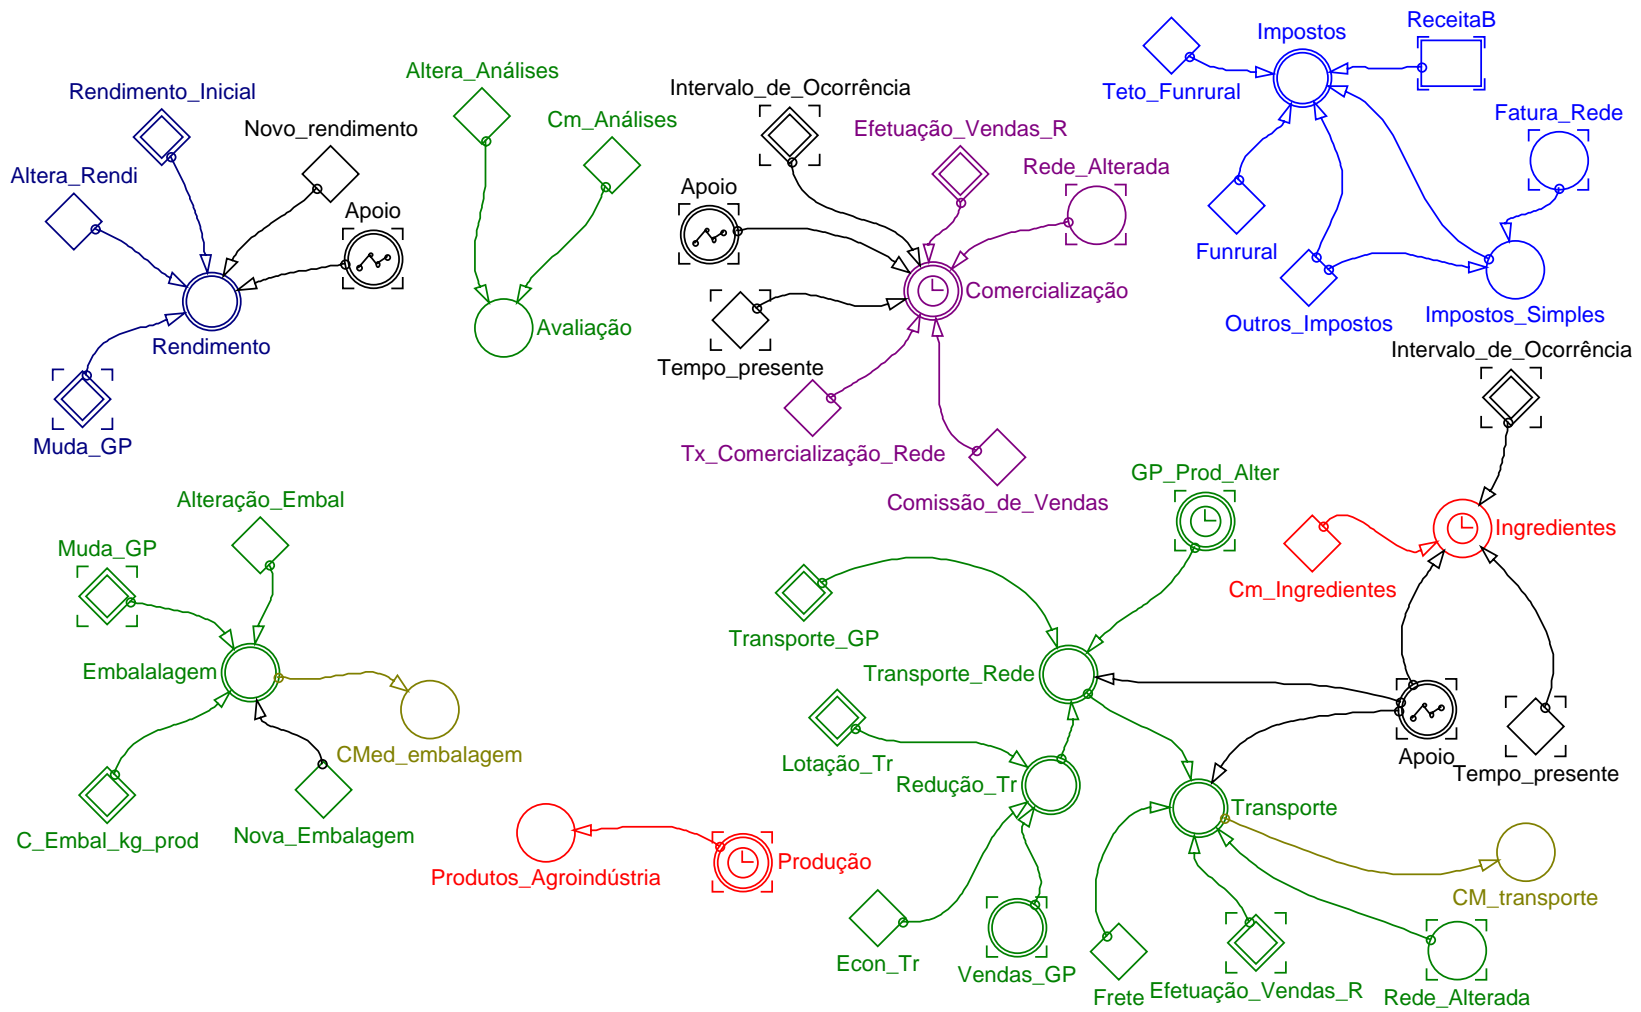 Impostos
ReceitaB
Altera_Análises
Rendimento_Inicial
Intervalo_de_Ocorrência
Teto_Funrural
Fatura_Rede
Novo_rendimento
Cm_Análises
Efetuação_Vendas_R
Rede_Alterada
Altera_Rendi
Apoio
Apoio
Funrural
Comercialização
Impostos_Simples
Outros_Impostos
Avaliação
Rendimento
Tempo_presente
Intervalo_de_Ocorrência
Muda_GP
Tx_Comercialização_Rede
GP_Prod_Alter
Alteração_Embal
Comissão_de_Vendas
Ingredientes
Muda_GP
Cm_Ingredientes
Transporte_GP
Embalalagem
Transporte_Rede
CMed_embalagem
Lotação_Tr
Apoio
Tempo_presente
Redução_Tr
Transporte
C_Embal_kg_prod
Nova_Embalagem
Produção
Produtos_Agroindústria
CM_transporte
Econ_Tr
Vendas_GP
Frete
Efetuação_Vendas_R
Rede_Alterada